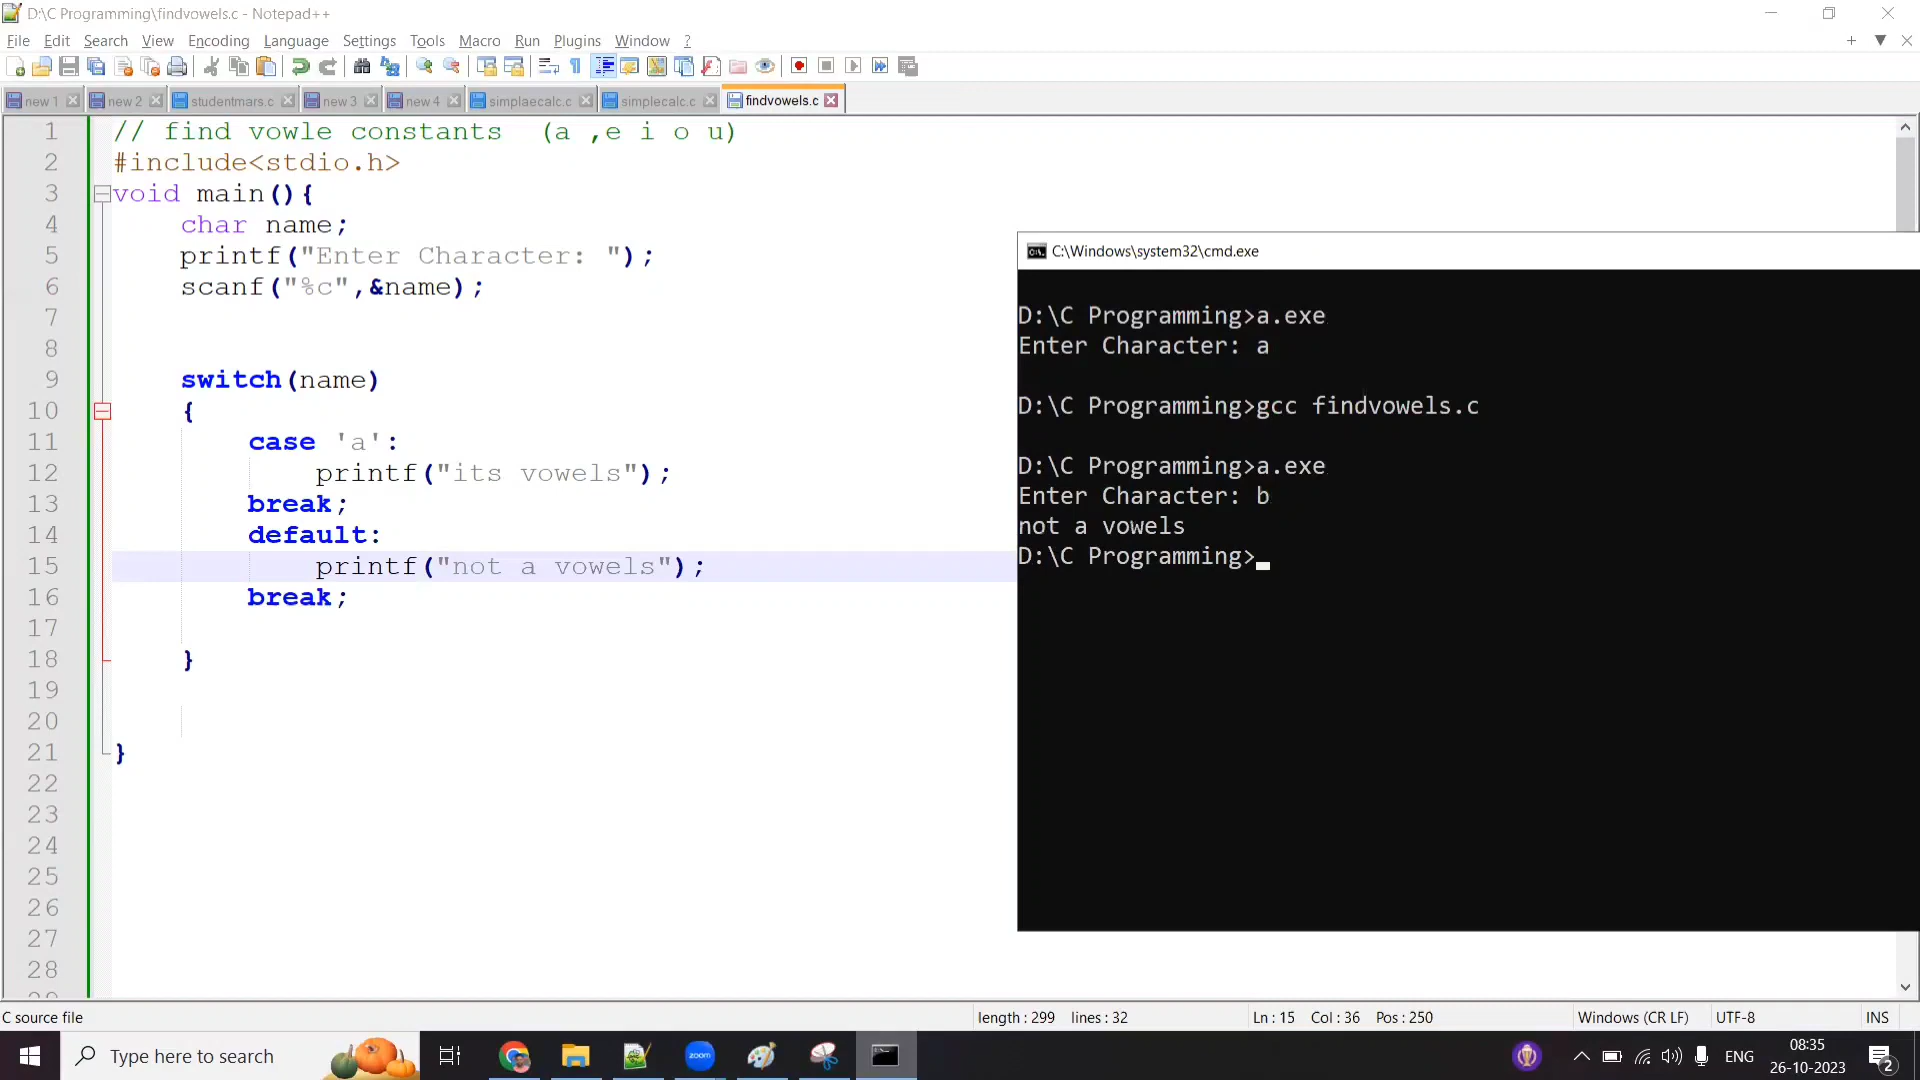 D:\C Programming\findvowels.c - Notepad++
File Edit Search View Encoding Language Settings Tools Macro Run Plugins Window ?
new 1 new 2 studentmars.c new 3 new 4 simplaecalc.c simplecalc.c findvowels.c
1 // find vowle constants (a ,e i o u)
2 #include<stdio.h>
3 void main(){
4 char name;
5 printf("Enter Character: ");
6 scanf("%c",&name);
7
8
9 switch(name)
10 {
11 case 'a':
12 printf("its vowels");
13 break;
14 default:
15 printf("not a vowels");
16 break;
17
18 }
19
20
21 }
22
23
24
25
26
27
28
C:\Windows\system32\cmd.exe
D:\C Programming>a.exe
Enter Character: a
D:\C Programming>gcc findvowels.c
D:\C Programming>a.exe
Enter Character: b
not a vowels
D:\C Programming>
C source file length : 299 lines : 32 Ln : 15 Col : 36 Pos : 250 Windows (CR LF) UTF-8 INS
Type here to search zoom ENG 08:35
26-10-2023 2